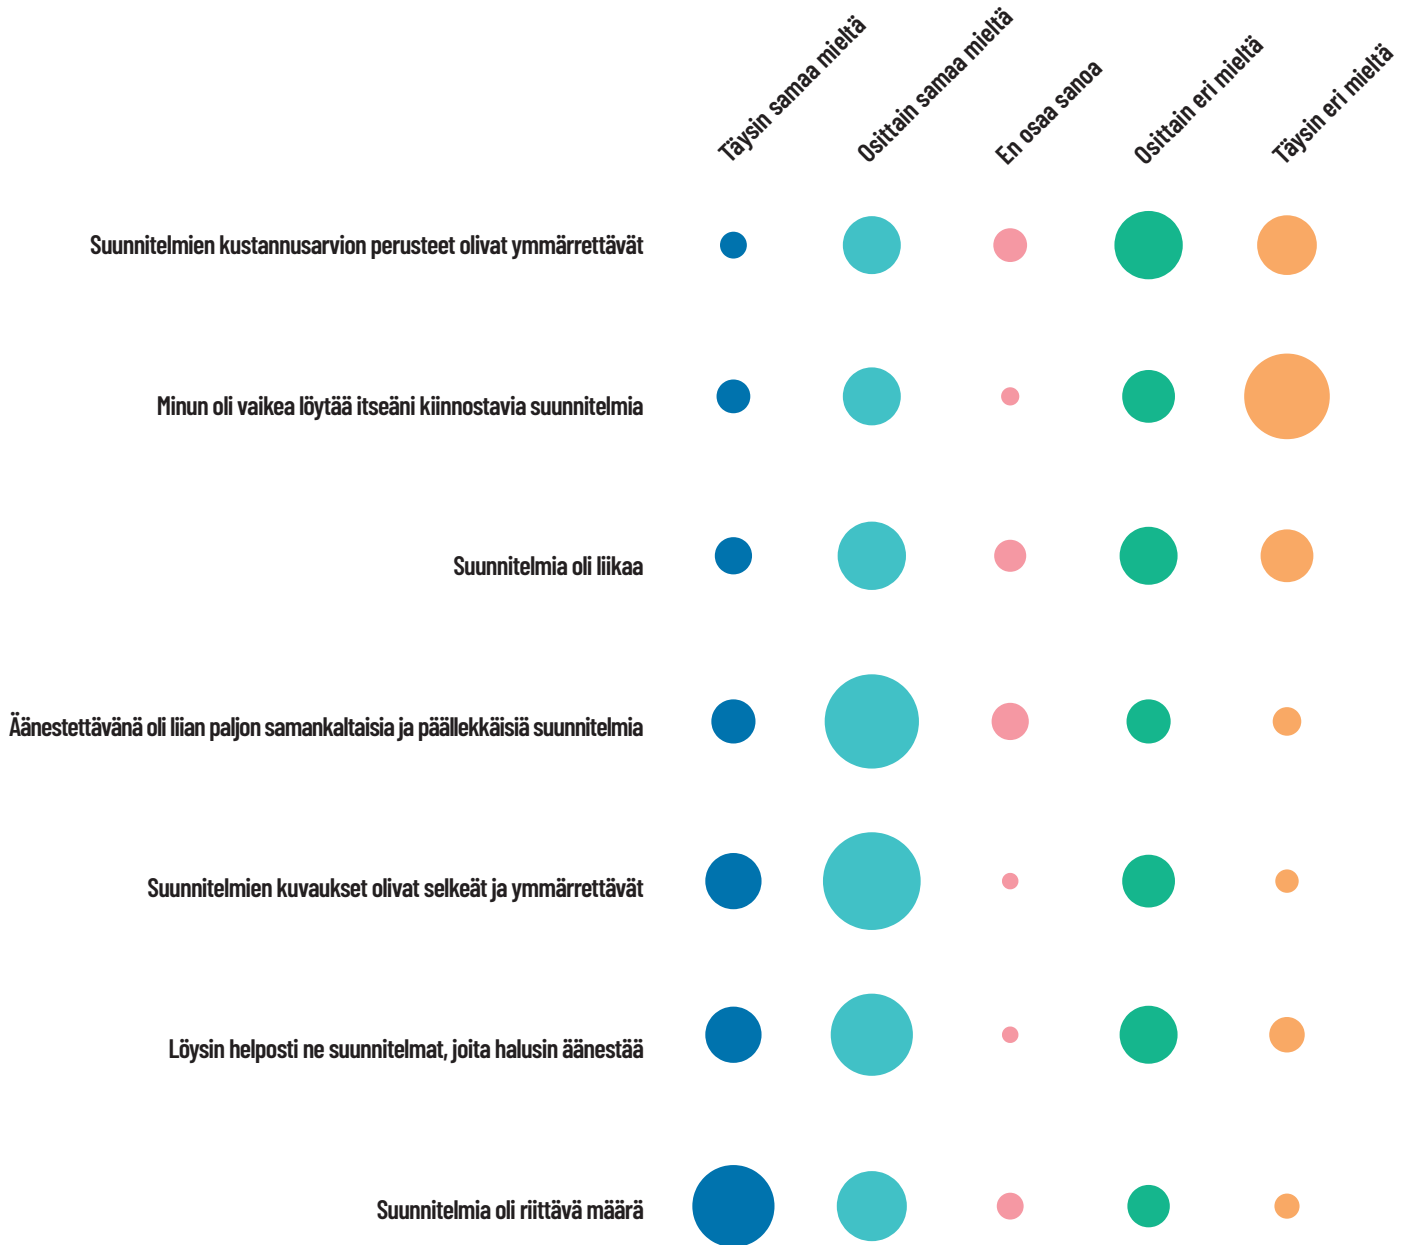 Täysin samaa mieltä
Osittain samaa mieltä
En osaa sanoa
Osittain eri mieltä
Täysin eri mieltä
Suunnitelmien kustannusarvion perusteet olivat ymmärrettävät
Minun oli vaikea löytää itseäni kiinnostavia suunnitelmia
Suunnitelmia oli liikaa
Äänestettävänä oli liian paljon samankaltaisia ja päällekkäisiä suunnitelmia
Suunnitelmien kuvaukset olivat selkeät ja ymmärrettävät
Löysin helposti ne suunnitelmat, joita halusin äänestää
Suunnitelmia oli riittävä määrä